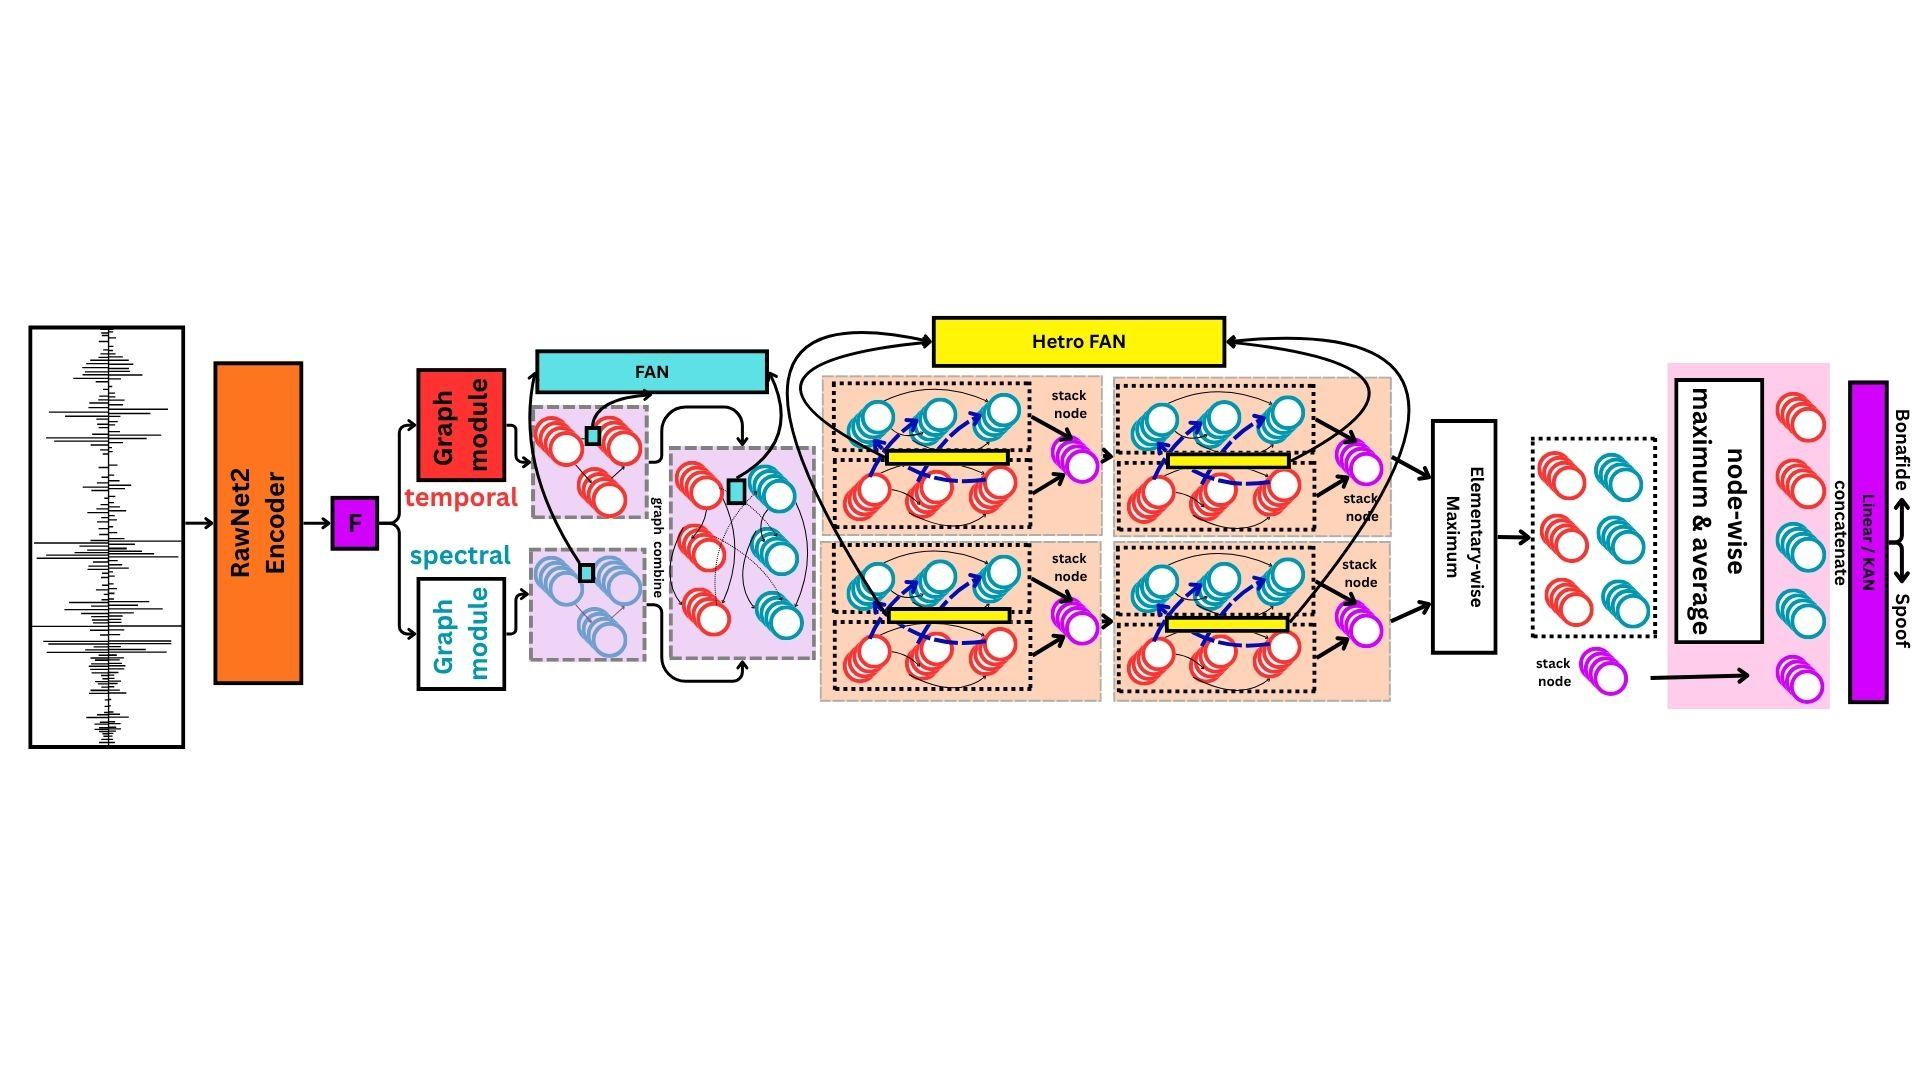 RawNet2
Encoder
F
Graph
module
temporal
spectral
Graph
module
FAN
graph combine
Hetro FAN
stack
node
stack
node
stack
node
stack
node
Elementary-wise
Maximum
stack
node
node-wise
maximum & average
concatenate
Linear / KAN
Bonafide
Spoof